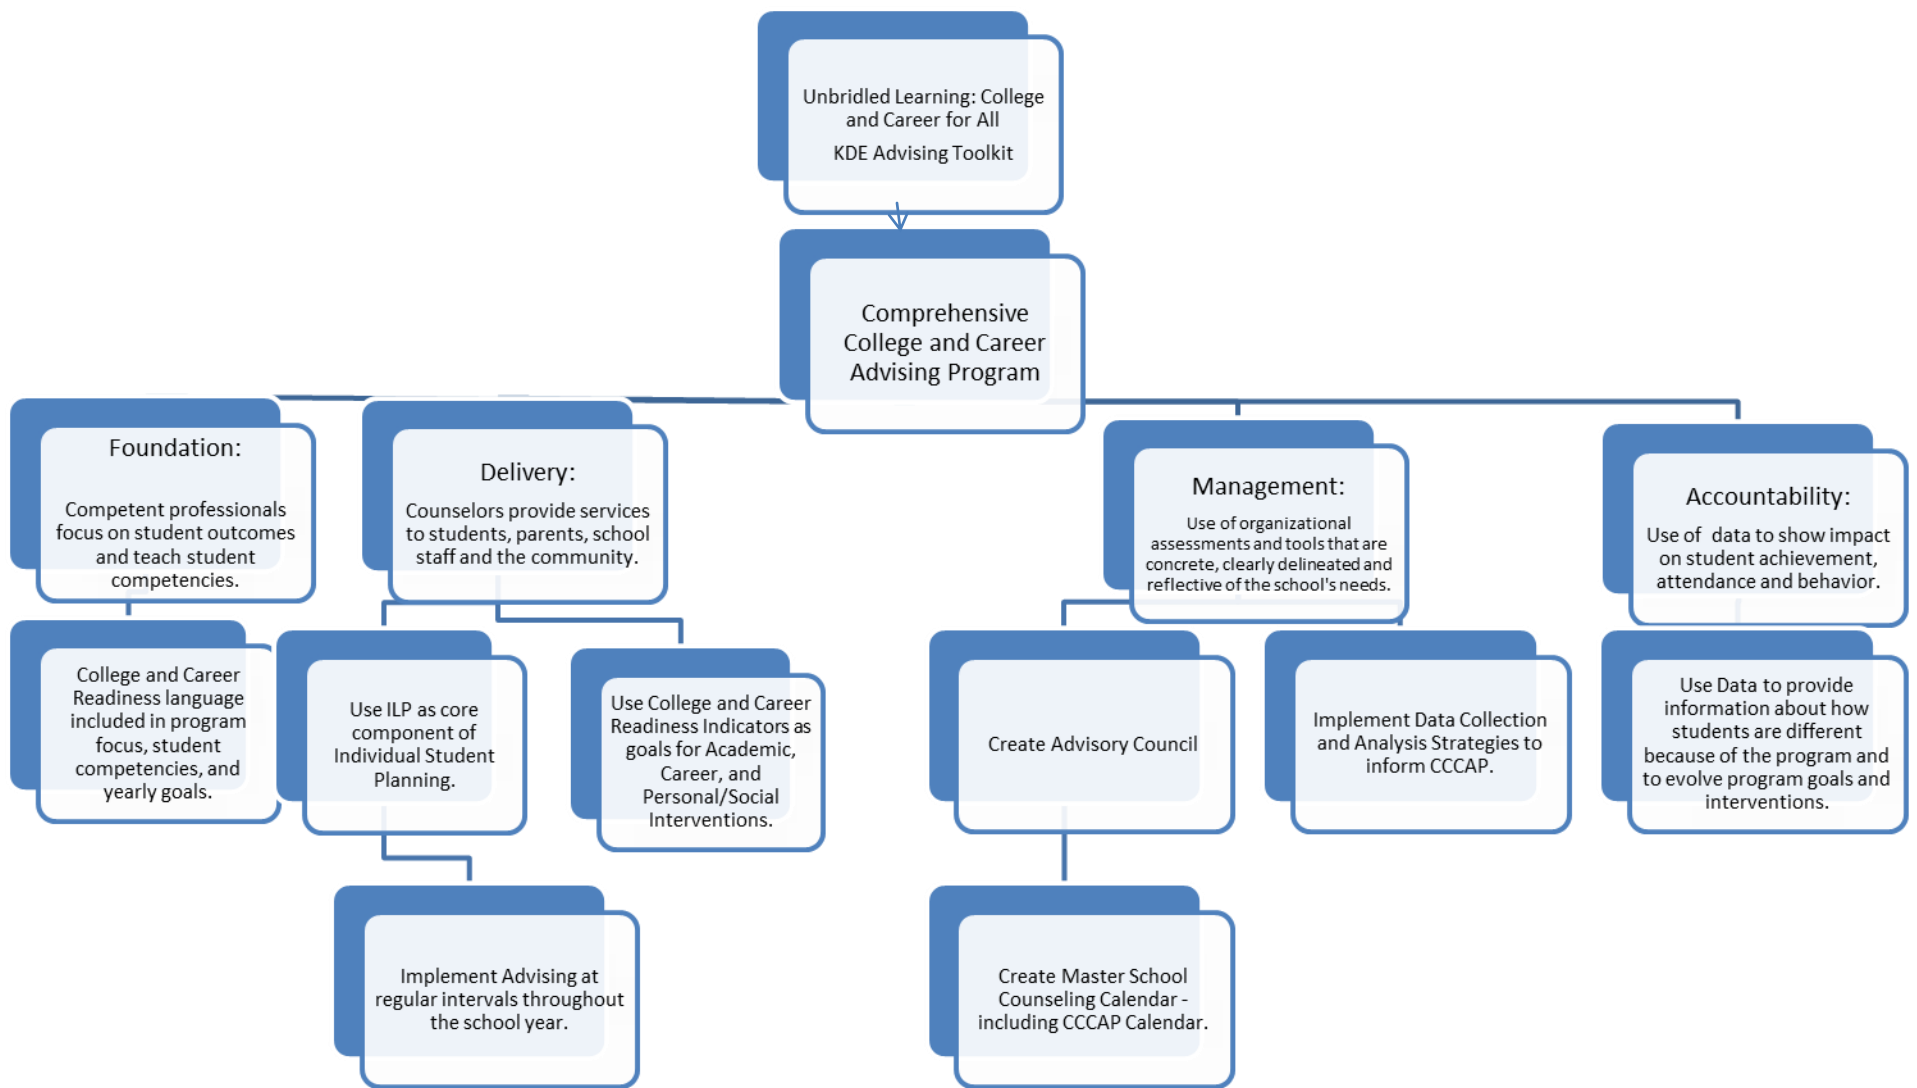 Unbridled Learning: College
and Career for All
KDE Advising Toolkit
Comprehensive
College and Career
Advising Program
Foundation:
Competent professionals
focus on student outcomes
and teach student
competencies.
Delivery:
Counselors provide services
to students, parents, school
staff and the community.
Management:
Use of organizational
assessments and tools that are
concrete, clearly delineated and
reflective of the school's needs.
Accountability:
Use of  data to show impact
on student achievement,
attendance and behavior.
College and Career
Readiness language
included in program
focus, student
competencies, and
yearly goals.
Use ILP as core
component of
Individual Student
Planning.
Use College and Career
Readiness Indicators as
goals for Academic,
Career, and
Personal/Social
Interventions.
Create Advisory Council
Implement Data Collection
and Analysis Strategies to
inform CCCAP.
Use Data to provide
information about how
students are different
because of the program and
to evolve program goals and
interventions.
Implement Advising at
regular intervals throughout
the school year.
Create Master School
Counseling Calendar -
including CCCAP Calendar.